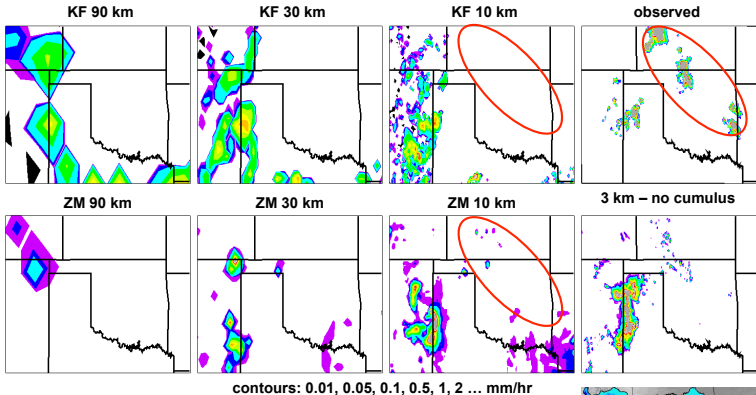 KF 90 km
KF 30 km
KF 10 km
observed
ZM 90 km
ZM 30 km
ZM 10 km
3 km – no cumulus
contours: 0.01, 0.05, 0.1, 0.5, 1, 2 ... mm/hr